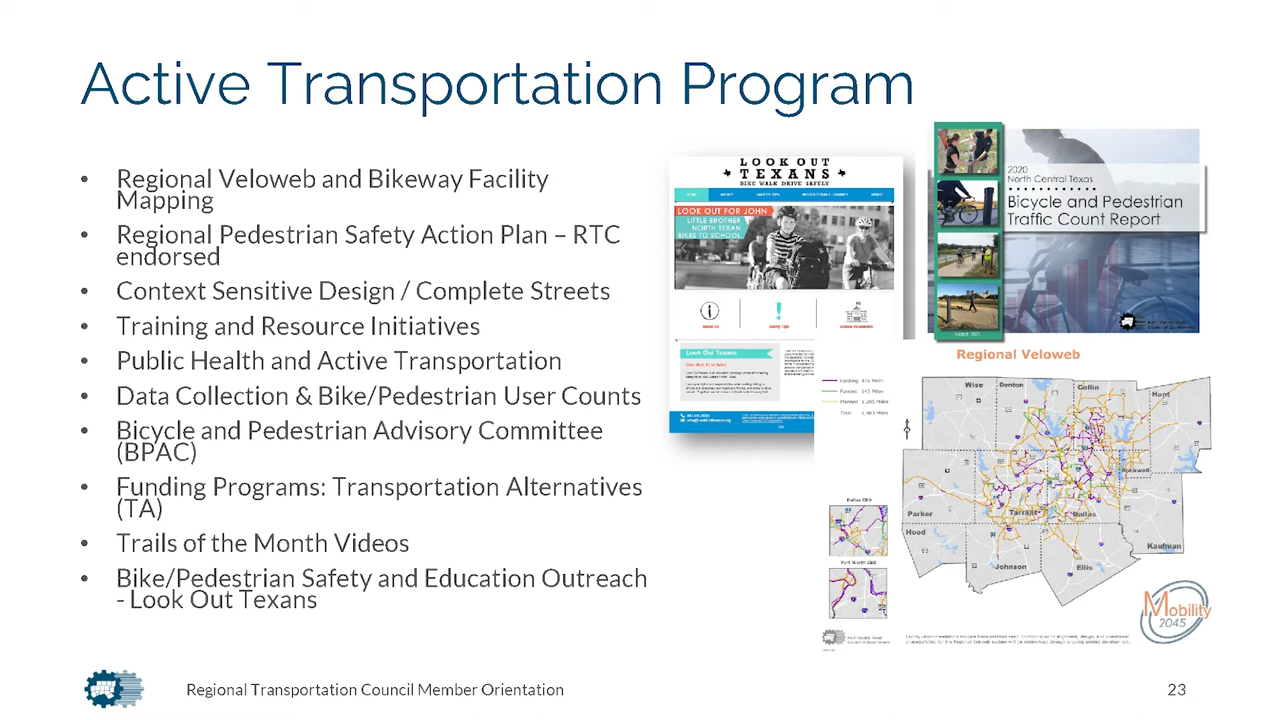 Active Transportation Program
• Regional Veloweb and Bikeway Facility
Mapping
• Regional Pedestrian Safety Action Plan – RTC
endorsed
• Context Sensitive Design / Complete Streets
• Training and Resource Initiatives
• Public Health and Active Transportation
• Data Collection & Bike/Pedestrian User Counts
• Bicycle and Pedestrian Advisory Committee
(BPAC)
• Funding Programs: Transportation Alternatives
(TA)
• Trails of the Month Videos
• Bike/Pedestrian Safety and Education Outreach
- Look Out Texans
LOOK OUT
TEXANS
BIKE WALK DRIVE SAFELY
LOOK OUT FOR JOHN
LITTLE BROTHER
NORTH TEXAN
BIKES TO SCHOOL
Look Out Texans
2020
North Central Texas
Bicycle and Pedestrian
Traffic Count Report
Regional Veloweb
Wise
Denton
Collin
Hunt
Rockwall
Parker
Tarrant
Dallas
Hood
Kaufman
Johnson
Ellis
Dallas CBD
Fort Worth CBD
Mobility
2045
Regional Transportation Council Member Orientation
23